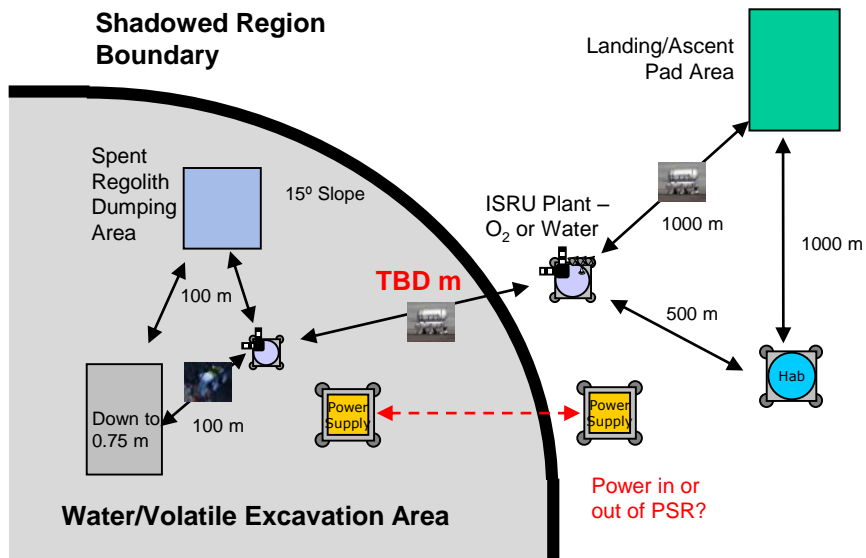 Shadowed Region
Boundary
Landing/Ascent
Pad Area
Spent
Regolith
Dumping
Area
15º Slope
ISRU Plant –
O₂ or Water
1000 m
1000 m
TBD m
100 m
500 m
Hab
Power
Supply
Power
Supply
Down to
0.75 m
100 m
Power in or
out of PSR?
Water/Volatile Excavation Area